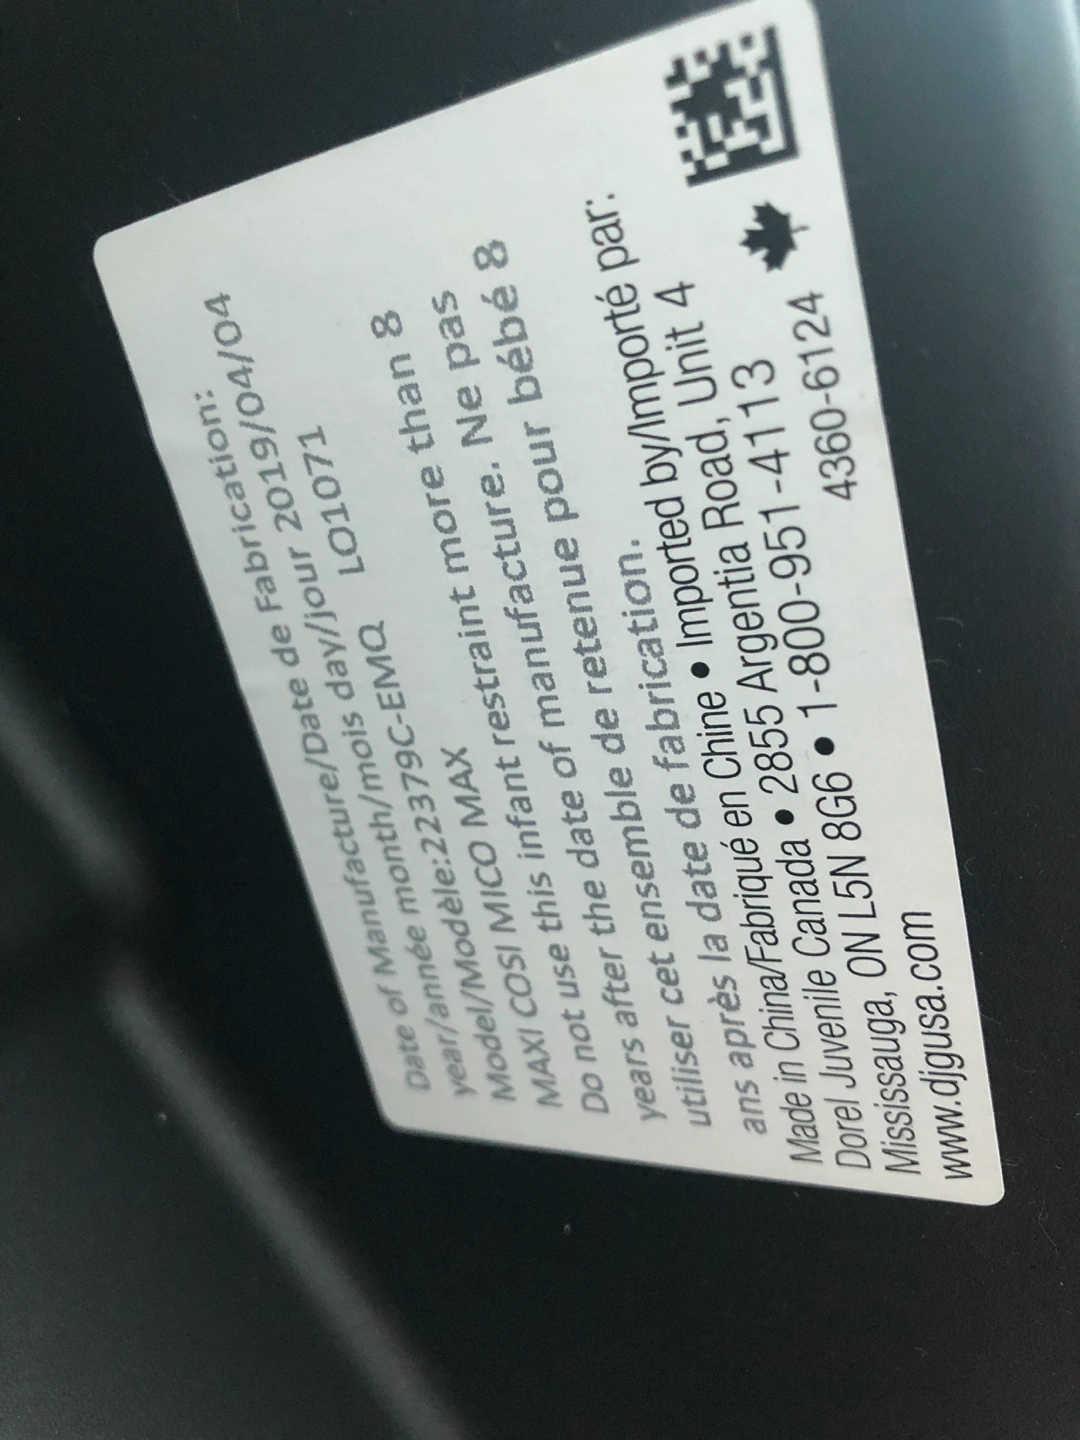 Date of Manufacture/Date de Fabrication:
year/année month/mois day/jour 2019/04/04
Model/Modèle:22379C-EMQ LO1071
MAXI COSI MICO MAX
Do not use this infant restraint more than 8
years after the date of manufacture. Ne pas
utiliser cet ensemble de retenue pour bébé 8
ans après la date de fabrication.
Made in China/Fabriqué en Chine • Imported by/Importé par:
Dorel Juvenile Canada • 2855 Argentia Road, Unit 4
Mississauga, ON L5N 8G6 • 1-800-951-4113
www.djgusa.com 4360-6124